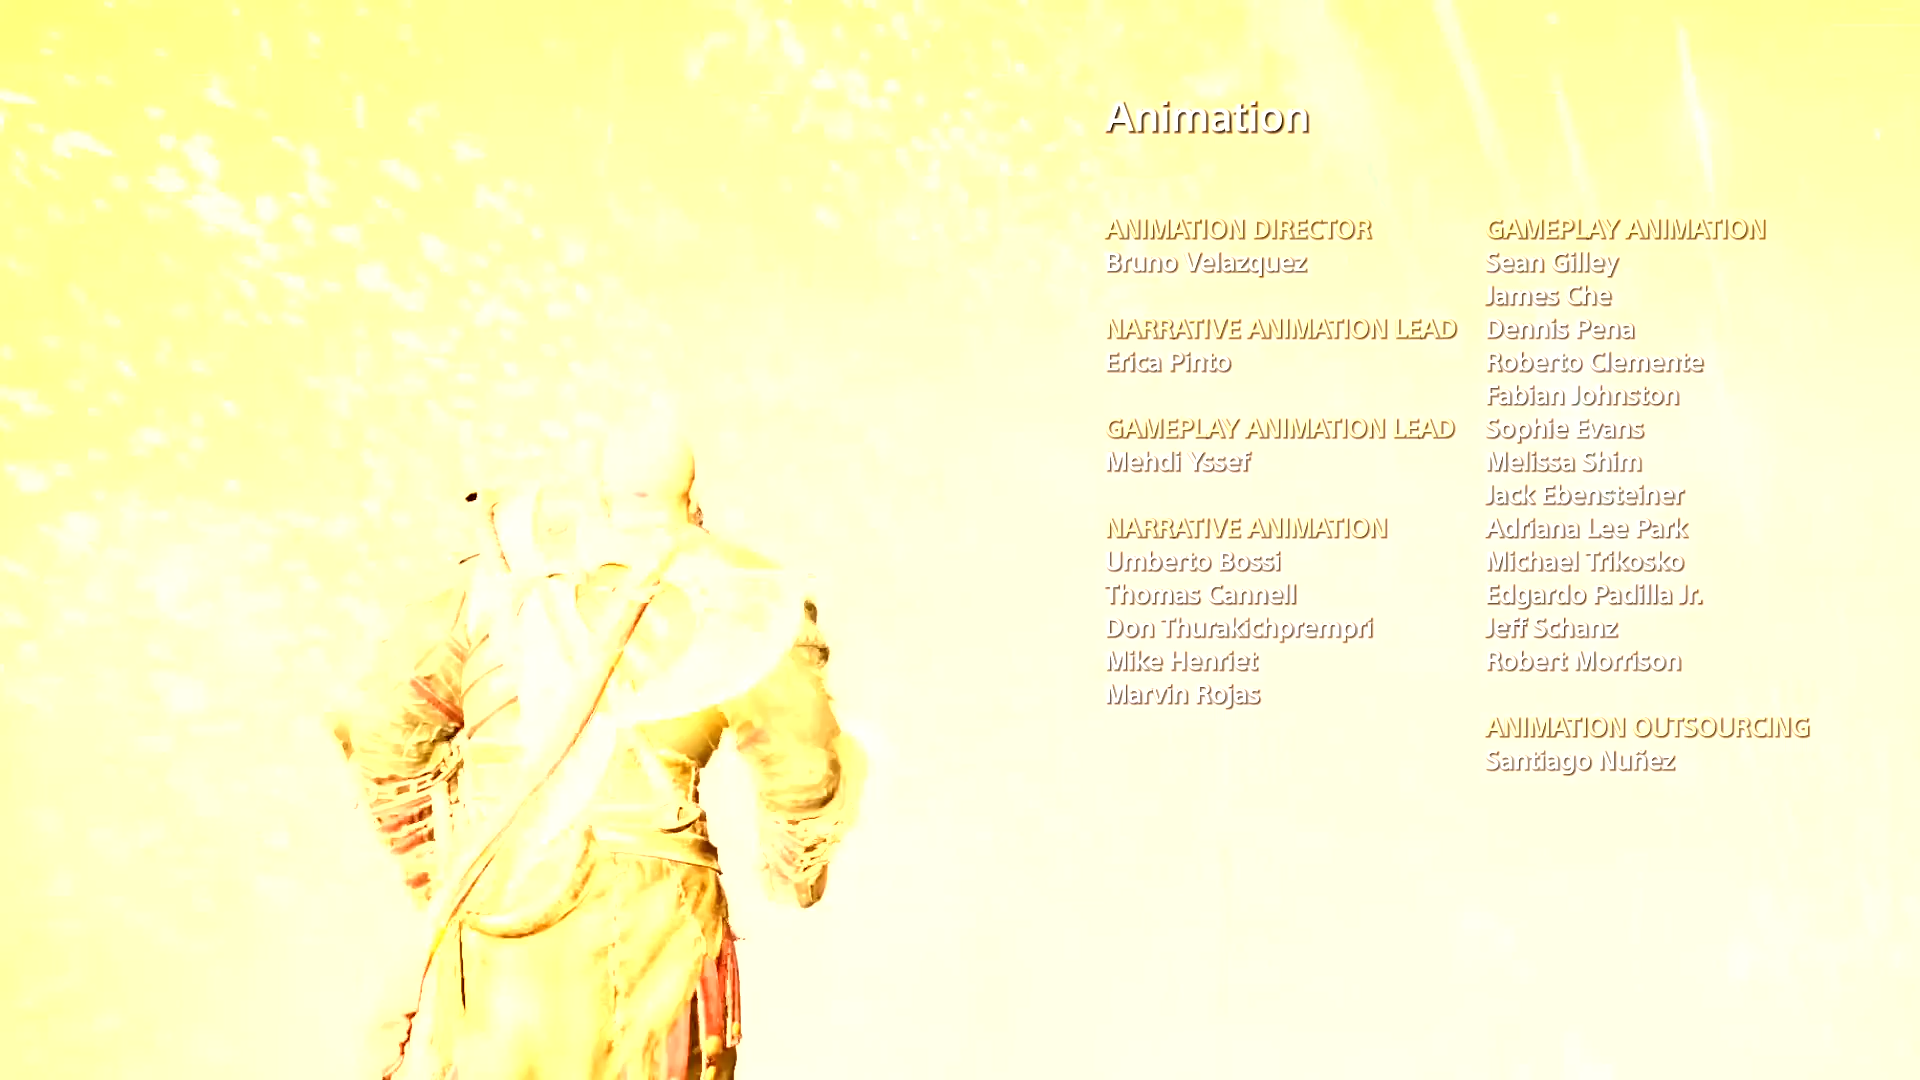 Animation
ANIMATION DIRECTOR
Bruno Velazquez
NARRATIVE ANIMATION LEAD
Erica Pinto
GAMEPLAY ANIMATION LEAD
Mehdi Yssef
NARRATIVE ANIMATION
Umberto Bossi
Thomas Cannell
Don Thurakichprempri
Mike Henriet
Marvin Rojas
GAMEPLAY ANIMATION
Sean Gilley
James Che
Dennis Pena
Roberto Clemente
Fabian Johnston
Sophie Evans
Melissa Shim
Jack Ebensteiner
Adriana Lee Park
Michael Trikosko
Edgardo Padilla Jr.
Jeff Schanz
Robert Morrison
ANIMATION OUTSOURCING
Santiago Nuñez